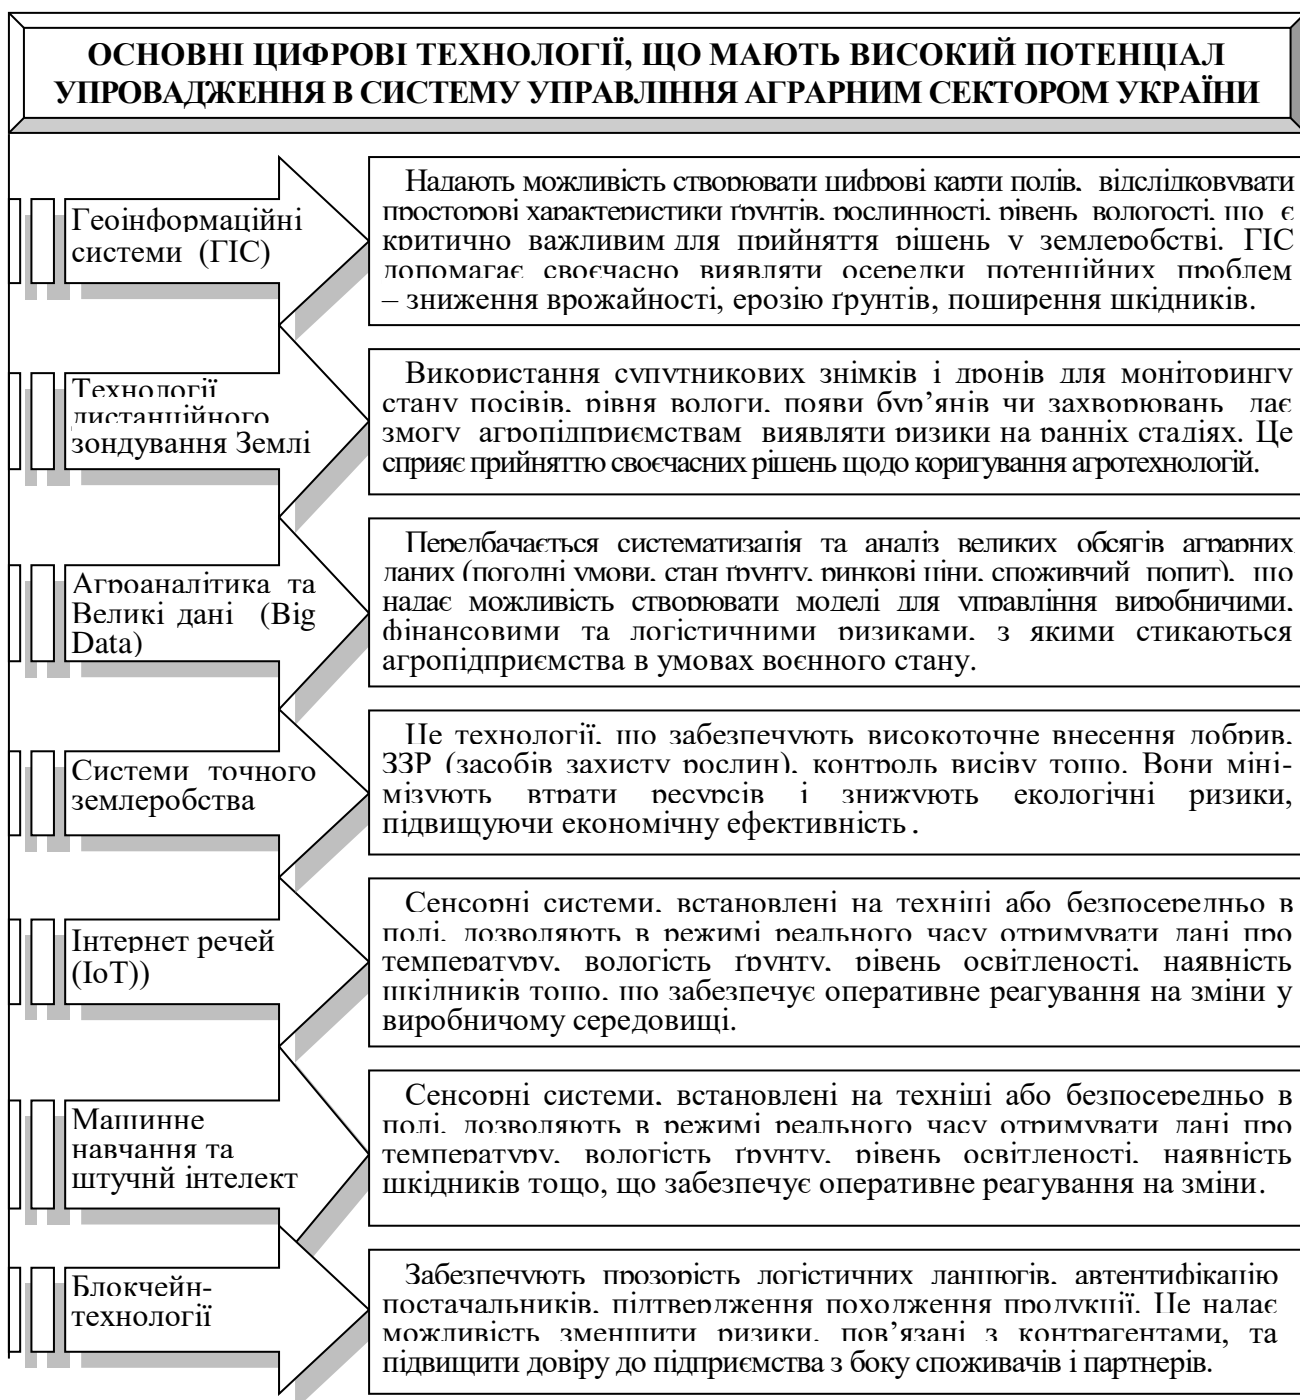 ОСНОВНІ ЦИФРОВІ ТЕХНОЛОГІЇ, ЩО МАЮТЬ ВИСОКИЙ ПОТЕНЦІАЛ
УПРОВАДЖЕННЯ В СИСТЕМУ УПРАВЛІННЯ АГРАРНИМ СЕКТОРОМ УКРАЇНИ
Геоінформаційні
системи (ГІС)
Надають можливість створювати цифрові карти полів, відслідковувати
просторові характеристики ґрунтів, рослинності, рівень вологості, що є
критично важливим для прийняття рішень у землеробстві. ГІС
допомагає своєчасно виявляти осередки потенційних проблем
– зниження врожайності, ерозію ґрунтів, поширення шкідників.
Технології
дистанційного
зондування Землі
Використання супутникових знімків і дронів для моніторингу
стану посівів, рівня вологи, появи бур’янів чи захворювань дає
змогу агропідприємствам виявляти ризики на ранніх стадіях. Це
сприяє прийняттю своєчасних рішень щодо коригування агротехнологій.
Агроаналітика та
Великі дані (Big
Data)
Передбачається систематизація та аналіз великих обсягів аграрних
даних (погодні умови, стан ґрунту, ринкові ціни, споживчий попит), що
надає можливість створювати моделі для управління виробничими,
фінансовими та логістичними ризиками, з якими стикаються
агропідприємства в умовах воєнного стану.
Системи точного
землеробства
Це технології, що забезпечують високоточне внесення добрив,
ЗЗР (засобів захисту рослин), контроль висіву тощо. Вони міні-
мізують втрати ресурсів і знижують екологічні ризики,
підвищуючи економічну ефективність .
Інтернет речей
(IoT))
Сенсорні системи, встановлені на техніці або безпосередньо в
полі, дозволяють в режимі реального часу отримувати дані про
температуру, вологість ґрунту, рівень освітленості, наявність
шкідників тощо, що забезпечує оперативне реагування на зміни у
виробничому середовищі.
Машинне
навчання та
штучнй інтелект
Сенсорні системи, встановлені на техніці або безпосередньо в
полі, дозволяють в режимі реального часу отримувати дані про
температуру, вологість ґрунту, рівень освітленості, наявність
шкідників тощо, що забезпечує оперативне реагування на зміни.
Блокчейн-
технології
Забезпечують прозорість логістичних ланцюгів, автентифікацію
постачальників, підтвердження походження продукції. Це надає
можливість зменшити ризики, пов’язані з контрагентами, та
підвищити довіру до підприємства з боку споживачів і партнерів.